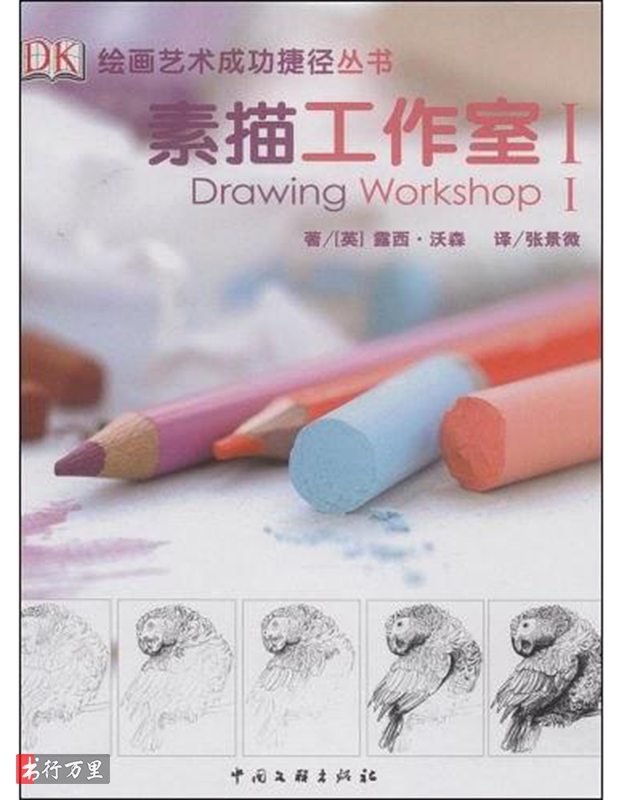 DK 绘画艺术成功捷径丛书
素描工作室 I
Drawing Workshop I
著/[英] 露西·沃森 译/张景微
书行万里
中国文联出版社